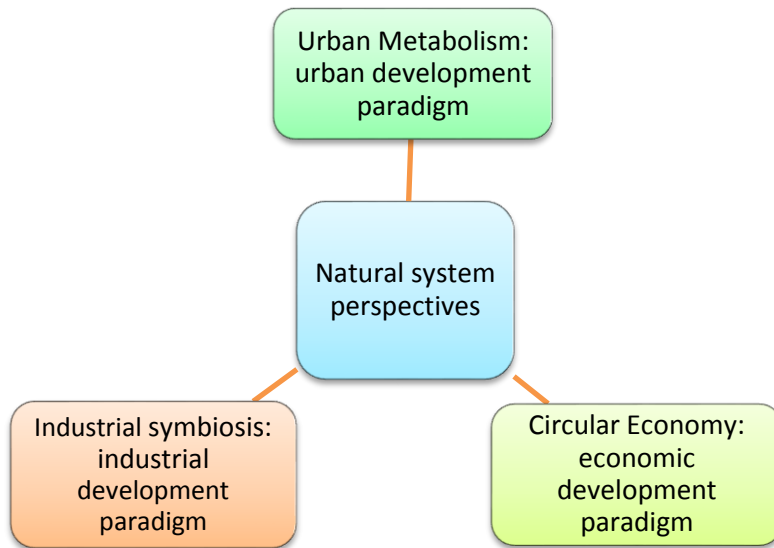 Urban Metabolism:
urban development
paradigm
Natural system
perspectives
Industrial symbiosis:
industrial
development
paradigm
Circular Economy:
economic
development
paradigm